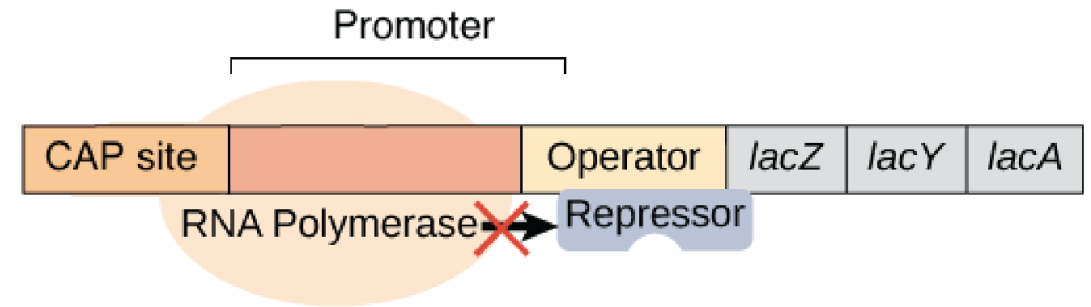 Promoter
CAP site Operator lacZ lacY lacA
RNA Polymerase Repressor